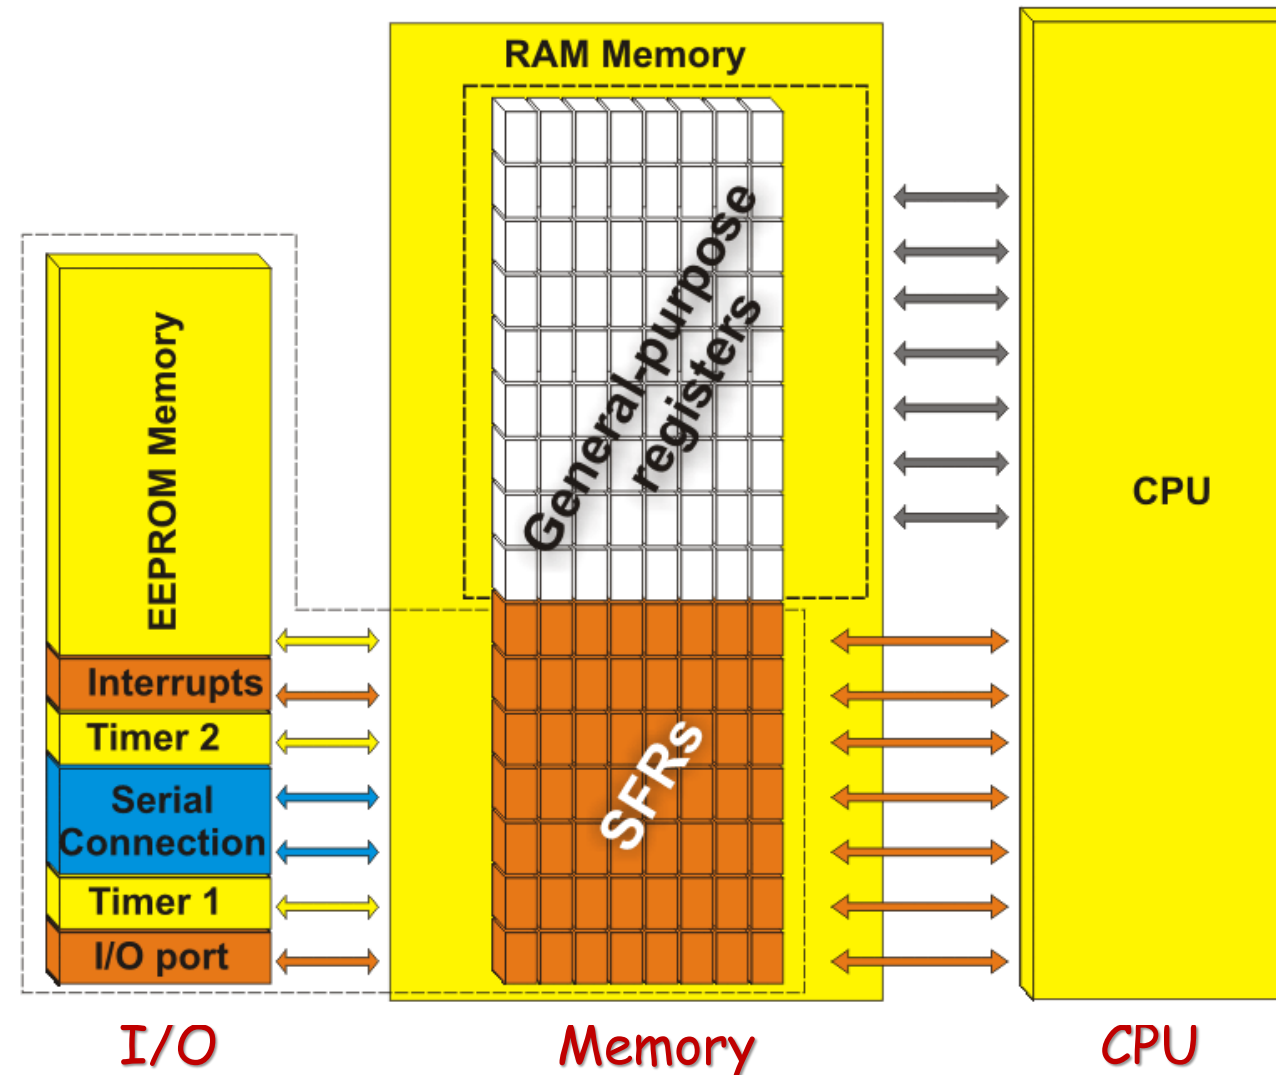 RAM Memory
General-purpose
registers
SFRs
EEPROM Memory
Interrupts
Timer 2
Serial
Connection
Timer 1
I/O port
CPU
I/O
Memory
CPU